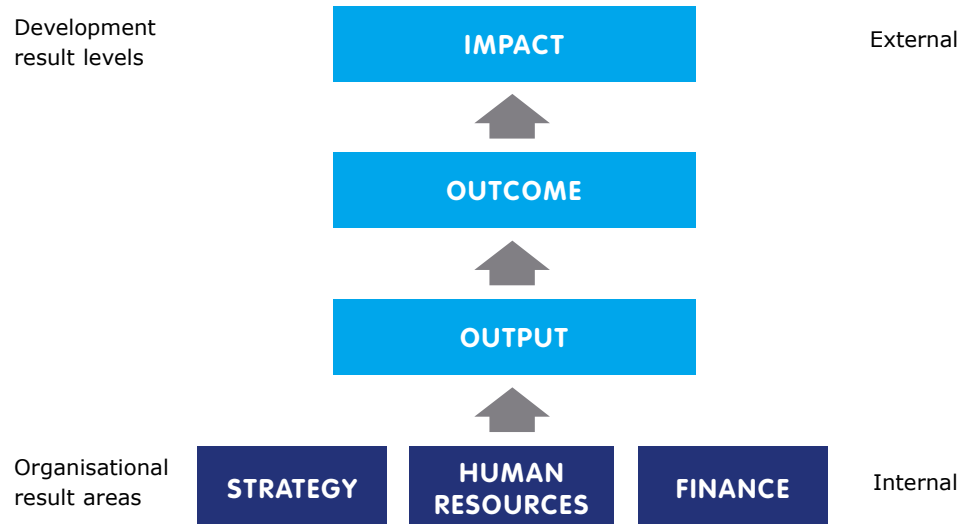 Development
result levels
IMPACT
External
OUTCOME
OUTPUT
Organisational
result areas
STRATEGY
HUMAN
RESOURCES
FINANCE
Internal